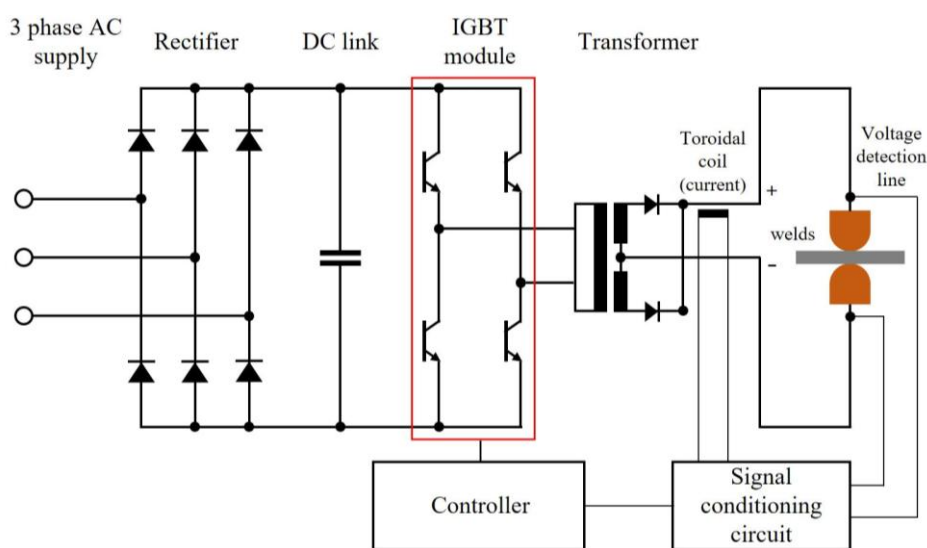 3 phase AC
supply
Rectifier
DC link
IGBT
module
Transformer
Toroidal
coil
(current)
+
-
welds
Voltage
detection
line
Controller
Signal
conditioning
circuit